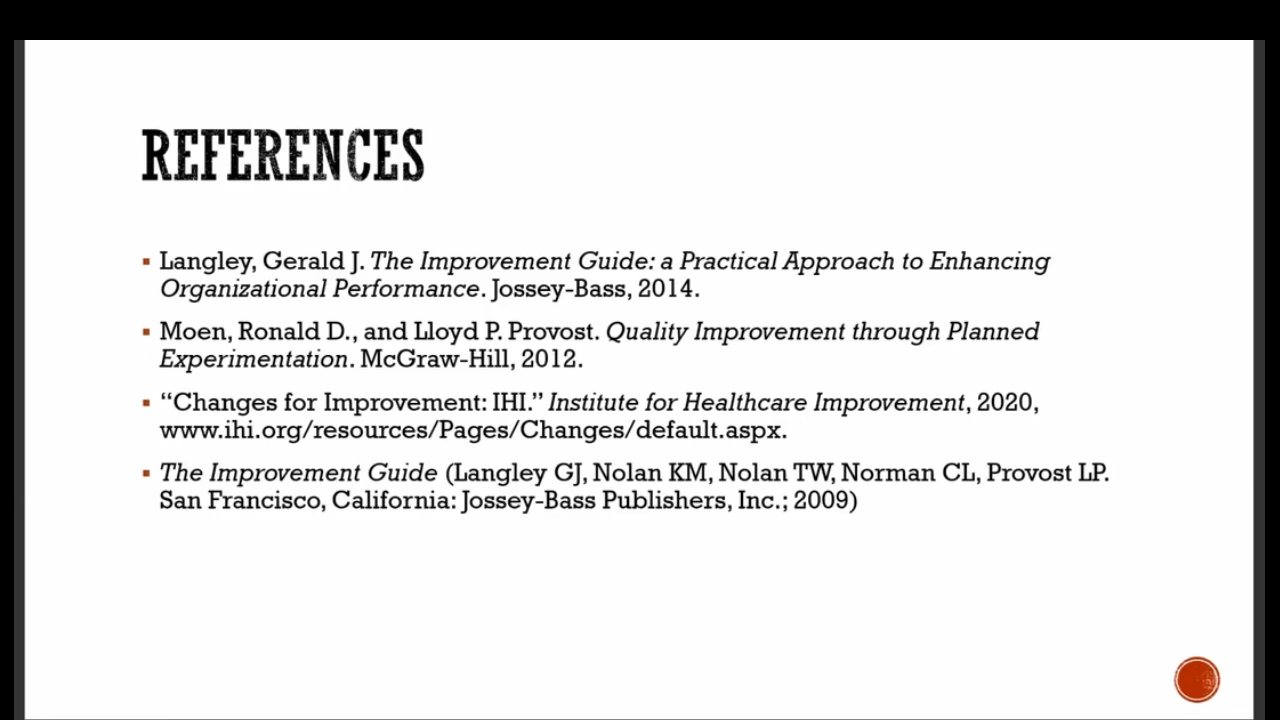 REFERENCES
▪ Langley, Gerald J. The Improvement Guide: a Practical Approach to Enhancing
Organizational Performance. Jossey-Bass, 2014.
▪ Moen, Ronald D., and Lloyd P. Provost. Quality Improvement through Planned
Experimentation. McGraw-Hill, 2012.
▪ “Changes for Improvement: IHI.” Institute for Healthcare Improvement, 2020,
www.ihi.org/resources/Pages/Changes/default.aspx.
▪ The Improvement Guide (Langley GJ, Nolan KM, Nolan TW, Norman CL, Provost LP.
San Francisco, California: Jossey-Bass Publishers, Inc.; 2009)